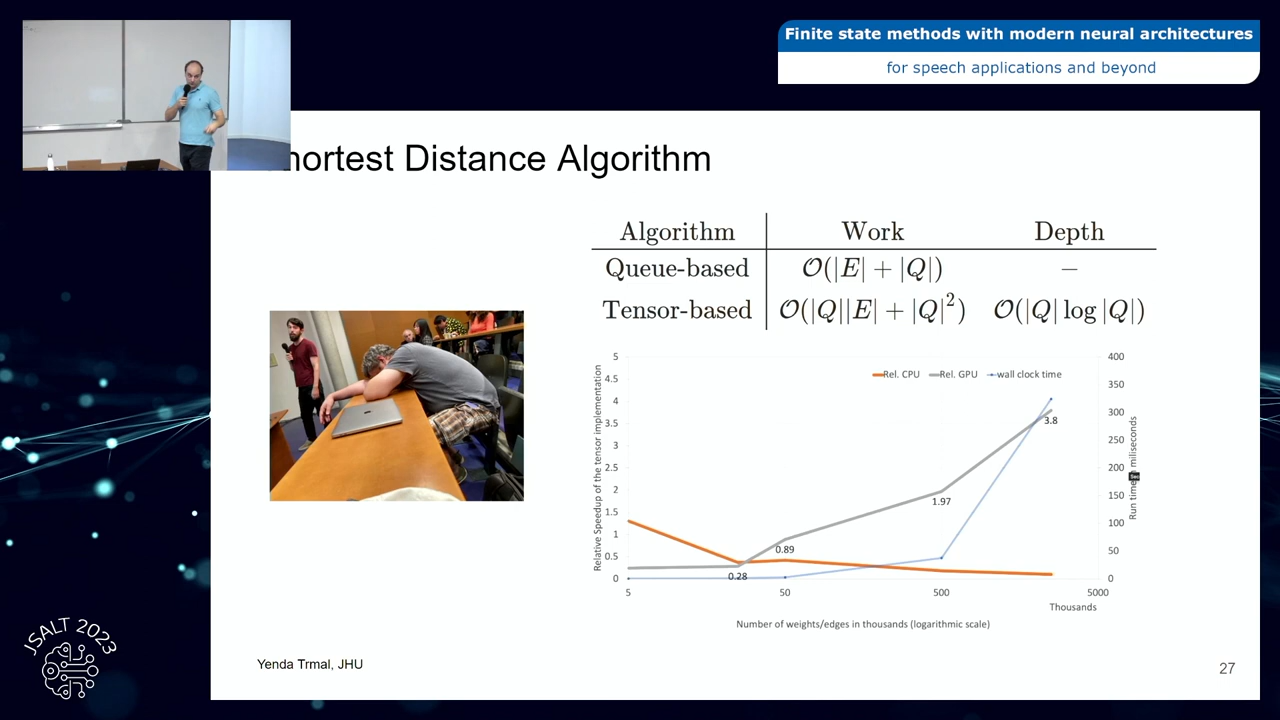 Finite state methods with modern neural architectures
for speech applications and beyond
hortest Distance Algorithm
Algorithm Work Depth
Queue-based O(|E| + |Q|) −
Tensor-based O(|Q||E| + |Q|²) O(|Q| log |Q|)
Rel. CPU Rel. GPU wall clock time
Relative Speedup of the tensor implementation
5
4.5
4
3.5
3
2.5
2
1.5
1
0.5
0
0.28
0.89
1.97
3.8
400
350
300
250
200
150
100
50
0
Run time miliseconds
5 50 500 5000
Thousands
Number of weights/edges in thousands (logarithmic scale)
JSALT 2023
Yenda Trmal, JHU
27